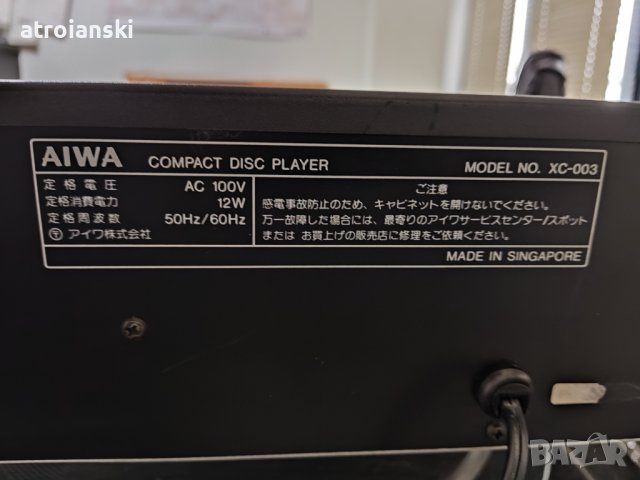 atroianski
AIWA COMPACT DISC PLAYER MODEL NO. XC-003
定格電圧 AC 100V
定格消費電力 12W
定格周波数 50Hz/60Hz
〒 アイワ株式会社
ご注意
感電事故防止のため、キャビネットを開けないでください。
万一故障した場合には、最寄りのアイワサービスセンター/スポット
または お買上げの販売店に修理をご依頼ください。
MADE IN SINGAPORE
BAZAR